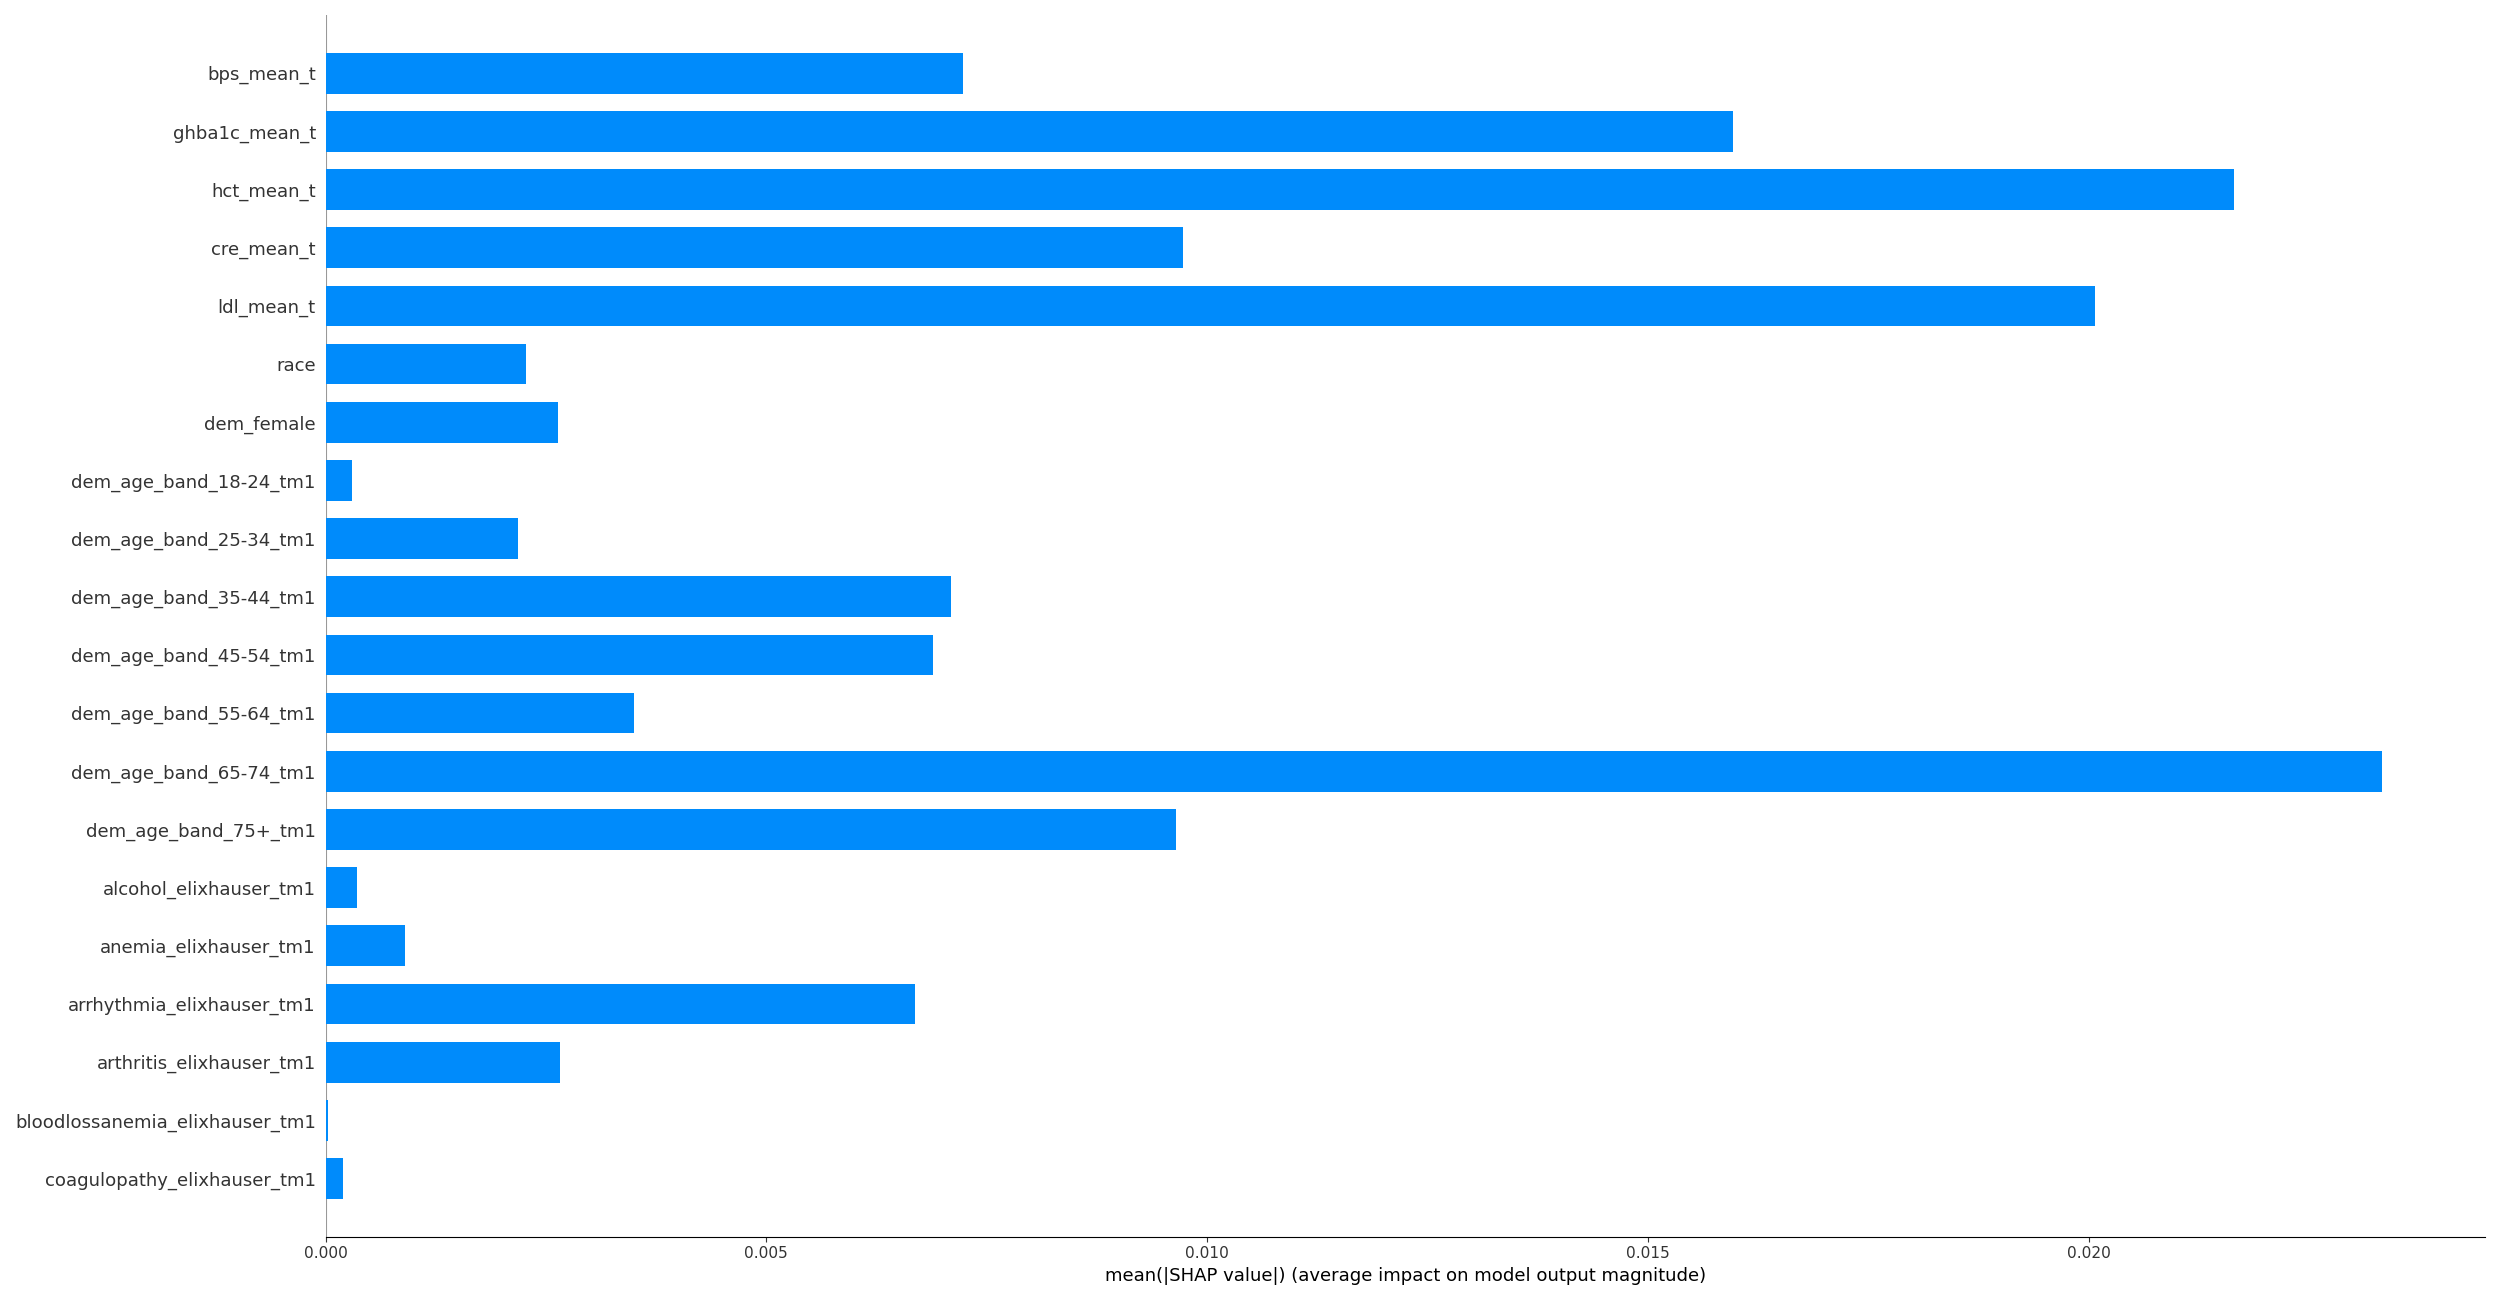 bps_mean_t
ghba1c_mean_t
hct_mean_t
cre_mean_t
ldl_mean_t
race
dem_female
dem_age_band_18-24_tm1
dem_age_band_25-34_tm1
dem_age_band_35-44_tm1
dem_age_band_45-54_tm1
dem_age_band_55-64_tm1
dem_age_band_65-74_tm1
dem_age_band_75+_tm1
alcohol_elixhauser_tm1
anemia_elixhauser_tm1
arrhythmia_elixhauser_tm1
arthritis_elixhauser_tm1
bloodlossanemia_elixhauser_tm1
coagulopathy_elixhauser_tm1
0.000 0.005 0.010 0.015 0.020
mean(|SHAP value|) (average impact on model output magnitude)